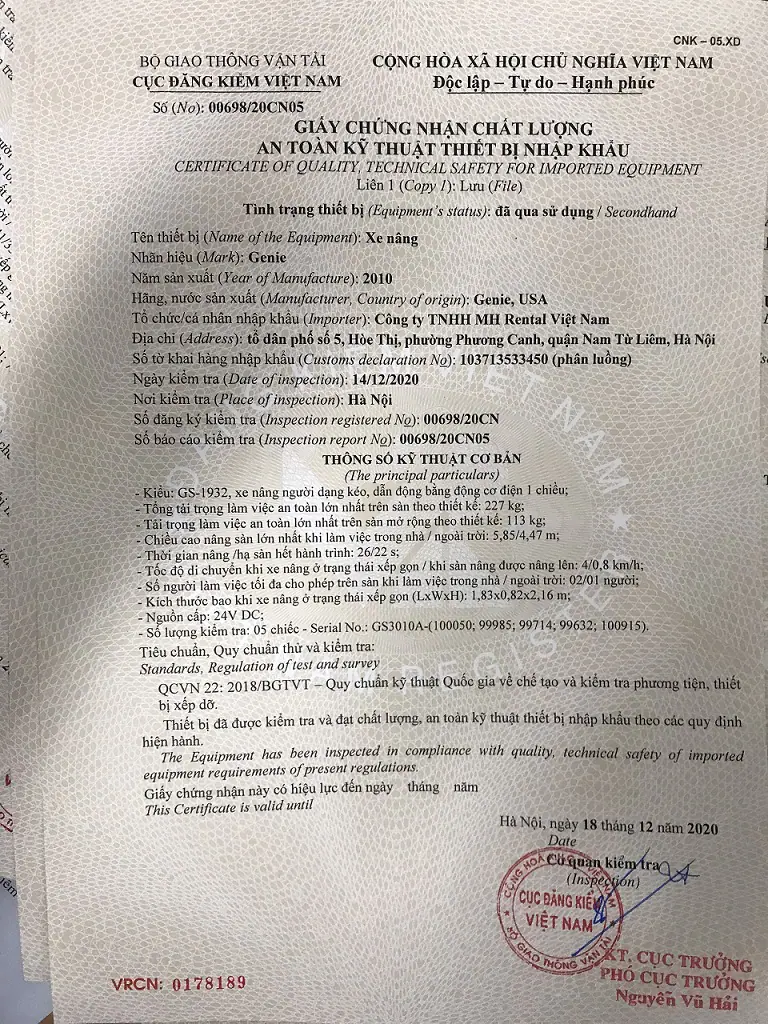 CNK – 05.XD
BỘ GIAO THÔNG VẬN TẢI
CỘNG HÒA XÃ HỘI CHỦ NGHĨA VIỆT NAM
CỤC ĐĂNG KIỂM VIỆT NAM
Độc lập – Tự do – Hạnh phúc
Số (No): 00698/20CN05
GIẤY CHỨNG NHẬN CHẤT LƯỢNG
AN TOÀN KỸ THUẬT THIẾT BỊ NHẬP KHẨU
CERTIFICATE OF QUALITY, TECHNICAL SAFETY FOR IMPORTED EQUIPMENT
Liên 1 (Copy 1): Lưu (File)
Tình trạng thiết bị (Equipment's status): đã qua sử dụng / Secondhand
Tên thiết bị (Name of the Equipment): Xe nâng
Nhãn hiệu (Mark): Genie
Năm sản xuất (Year of Manufacture): 2010
Hãng, nước sản xuất (Manufacturer, Country of origin): Genie, USA
Tổ chức/cá nhân nhập khẩu (Importer): Công ty TNHH MH Rental Việt Nam
Địa chỉ (Address): tổ dân phố số 5, Hòe Thị, phường Phương Canh, quận Nam Từ Liêm, Hà Nội
Số tờ khai hàng nhập khẩu (Customs declaration No): 103713533450 (phân luồng)
Ngày kiểm tra (Date of inspection): 14/12/2020
Nơi kiểm tra (Place of inspection): Hà Nội
Số đăng ký kiểm tra (Inspection registered No): 00698/20CN
Số báo cáo kiểm tra (Inspection report No): 00698/20CN05
THÔNG SỐ KỸ THUẬT CƠ BẢN
(The principal particulars)
- Kiểu: GS-1932, xe nâng người dạng kéo, dẫn động bằng động cơ điện 1 chiều;
- Tổng tải trọng làm việc an toàn lớn nhất trên sàn theo thiết kế: 227 kg;
- Tải trọng làm việc an toàn lớn nhất trên sàn mở rộng theo thiết kế: 113 kg;
- Chiều cao nâng sàn lớn nhất khi làm việc trong nhà / ngoài trời: 5,85/4,47 m;
- Thời gian nâng /hạ sàn hết hành trình: 26/22 s;
- Tốc độ di chuyển khi xe nâng ở trạng thái xếp gọn / khi sàn nâng được nâng lên: 4/0,8 km/h;
- Số người làm việc tối đa cho phép trên sàn khi làm việc trong nhà / ngoài trời: 02/01 người;
- Kích thước bao khi xe nâng ở trạng thái xếp gọn (LxWxH): 1,83x0,82x2,16 m;
- Nguồn cấp: 24V DC;
- Số lượng kiểm tra: 05 chiếc - Serial No.: GS3010A-(100050; 99985; 99714; 99632; 100915).
Tiêu chuẩn, Quy chuẩn thử và kiểm tra:
Standards, Regulation of test and survey
QCVN 22: 2018/BGTVT – Quy chuẩn kỹ thuật Quốc gia về chế tạo và kiểm tra phương tiện, thiết
bị xếp dỡ.
Thiết bị đã được kiểm tra và đạt chất lượng, an toàn kỹ thuật thiết bị nhập khẩu theo các quy định
hiện hành.
The Equipment has been inspected in compliance with quality, technical safety of imported
equipment requirements of present regulations.
Giấy chứng nhận này có hiệu lực đến ngày tháng năm
This Certificate is valid until
Hà Nội, ngày 18 tháng 12 năm 2020
Date
Cơ quan kiểm tra
(Inspection)
CỤC ĐĂNG KIỂM
VIỆT NAM
BỘ GIAO THÔNG VẬN TẢI
KT. CỤC TRƯỞNG
PHÓ CỤC TRƯỞNG
Nguyễn Vũ Hải
VRCN: 0178189